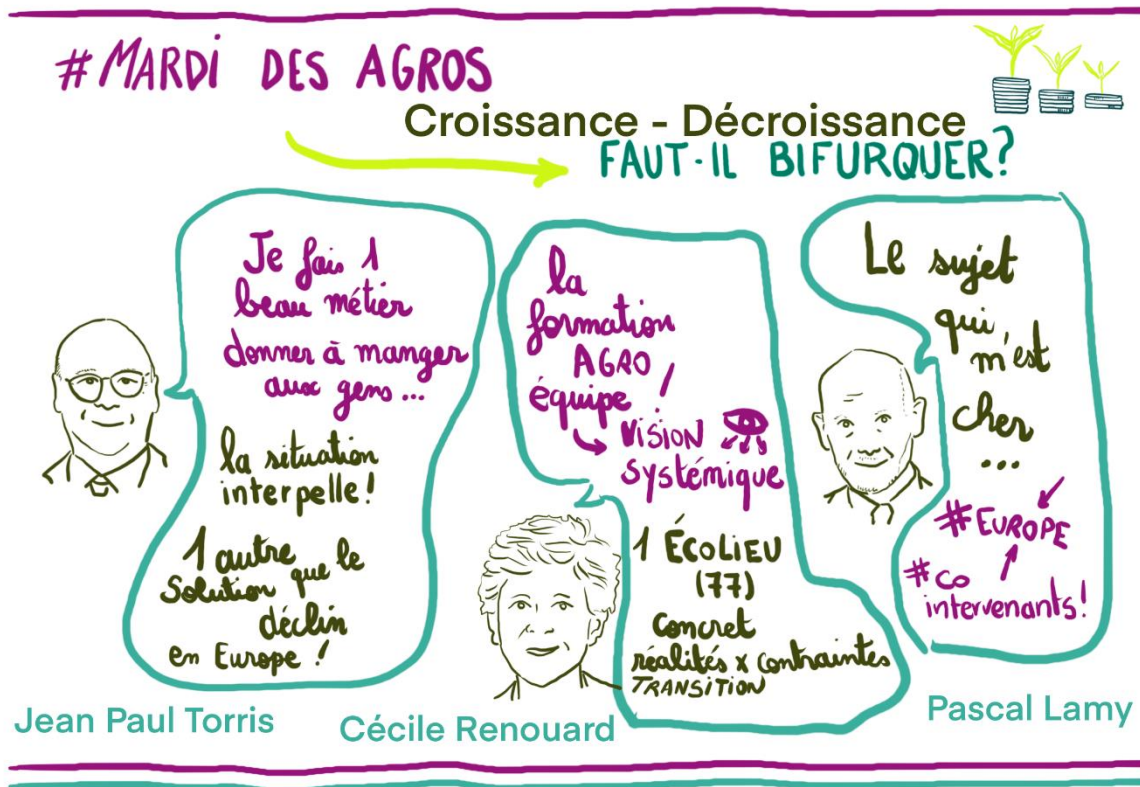 #MARDI DES AGROS
Croissance - Décroissance
FAUT-IL BIFURQUER?
Je fais 1
beau métier
donner à manger
aux gens...
la situation
interpelle!
1 autre
solution que le
déclin
en Europe!
Jean Paul Torris
la
formation
AGRO
équipe!
VISION
systémique
1 ÉCOLIEU
(77)
Concret
réalités x contraintes
TRANSITION
Cécile Renouard
Le sujet
qui
m'est
cher
...
#EUROPE
#CO
intervenants!
Pascal Lamy